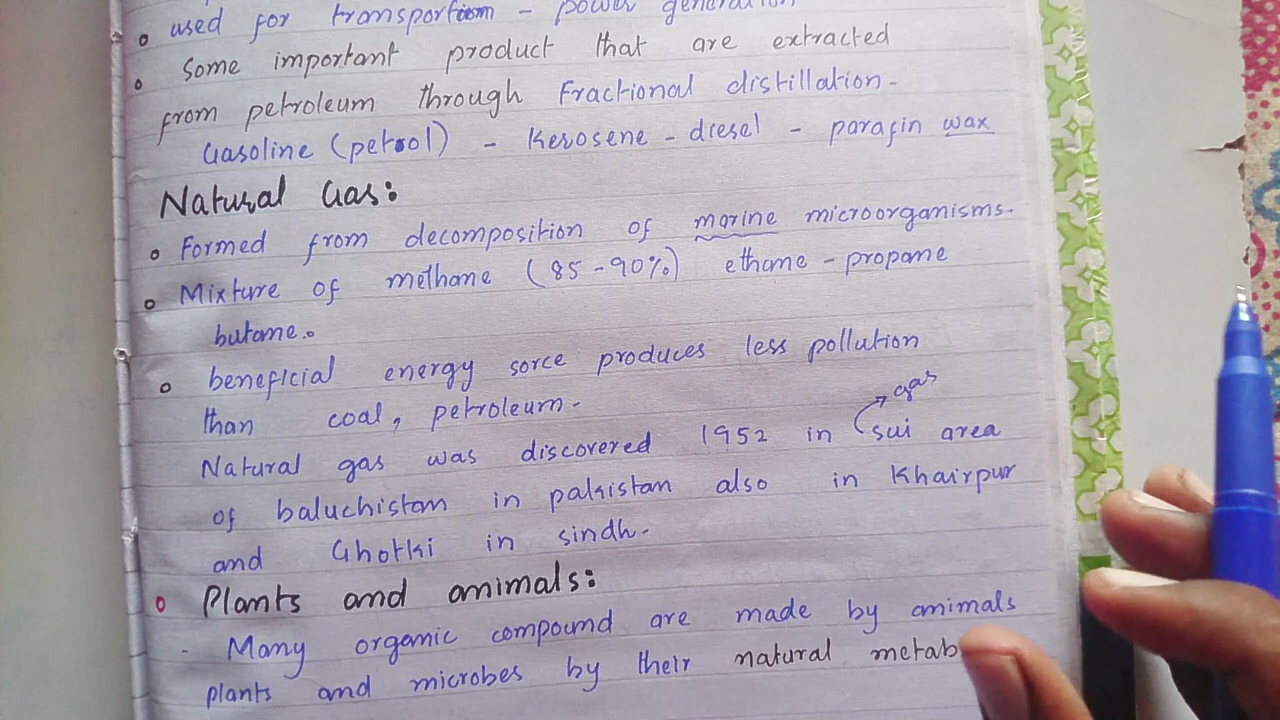 used for transportion - power generation
Some important product that are extracted
from petroleum through Fractional distillation-
Gasoline (petrol) - Kerosene - diesel - parafin wax
Natural Gas:
Formed from decomposition of marine microorganisms-
Mixture of methane (85-90%) ethane - propane
butane.
beneficial energy sorce produces less pollution
than coal, petroleum-
gas
Natural gas was discovered 1952 in sui area
of baluchistan in pakistan also in Khairpur
and Ghotki in sindh-
Plants and animals:
- Many organic compound are made by animals
plants and microbes by their natural metab